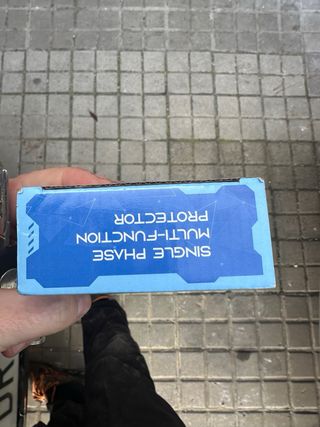 SINGLE PHASE
MULTI-FUNCTION
PROTECTOR